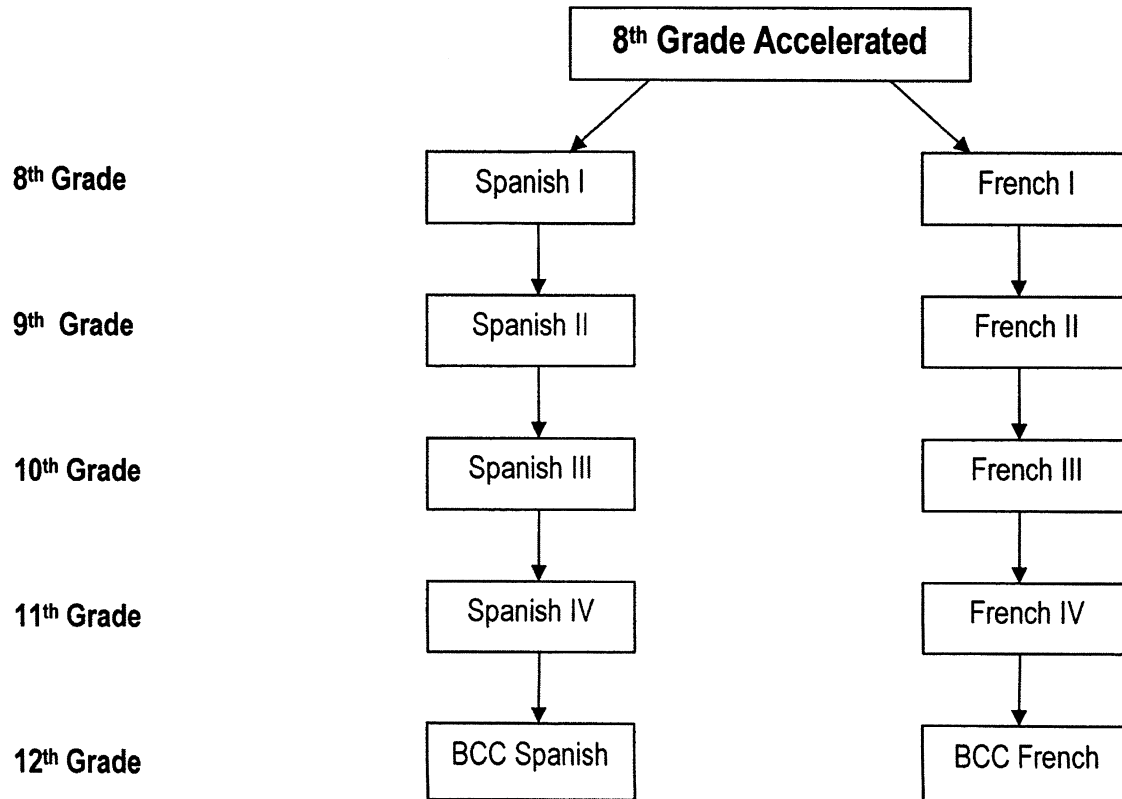 8th Grade Accelerated
8th Grade
Spanish I
French I
9th Grade
Spanish II
French II
10th Grade
Spanish III
French III
11th Grade
Spanish IV
French IV
12th Grade
BCC Spanish
BCC French